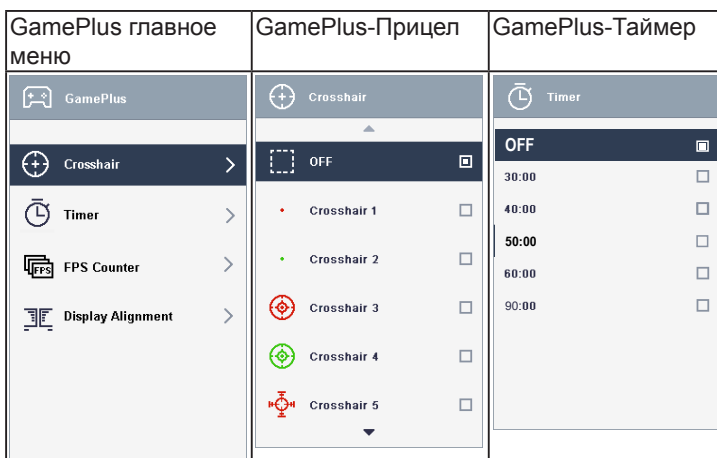 GamePlus главное
меню
GamePlus-Прицел
GamePlus-Таймер
GamePlus
Crosshair
Timer
FPS
FPS Counter
Display Alignment
Crosshair
OFF
Crosshair 1
Crosshair 2
Crosshair 3
Crosshair 4
Crosshair 5
Timer
OFF
30:00
40:00
50:00
60:00
90:00